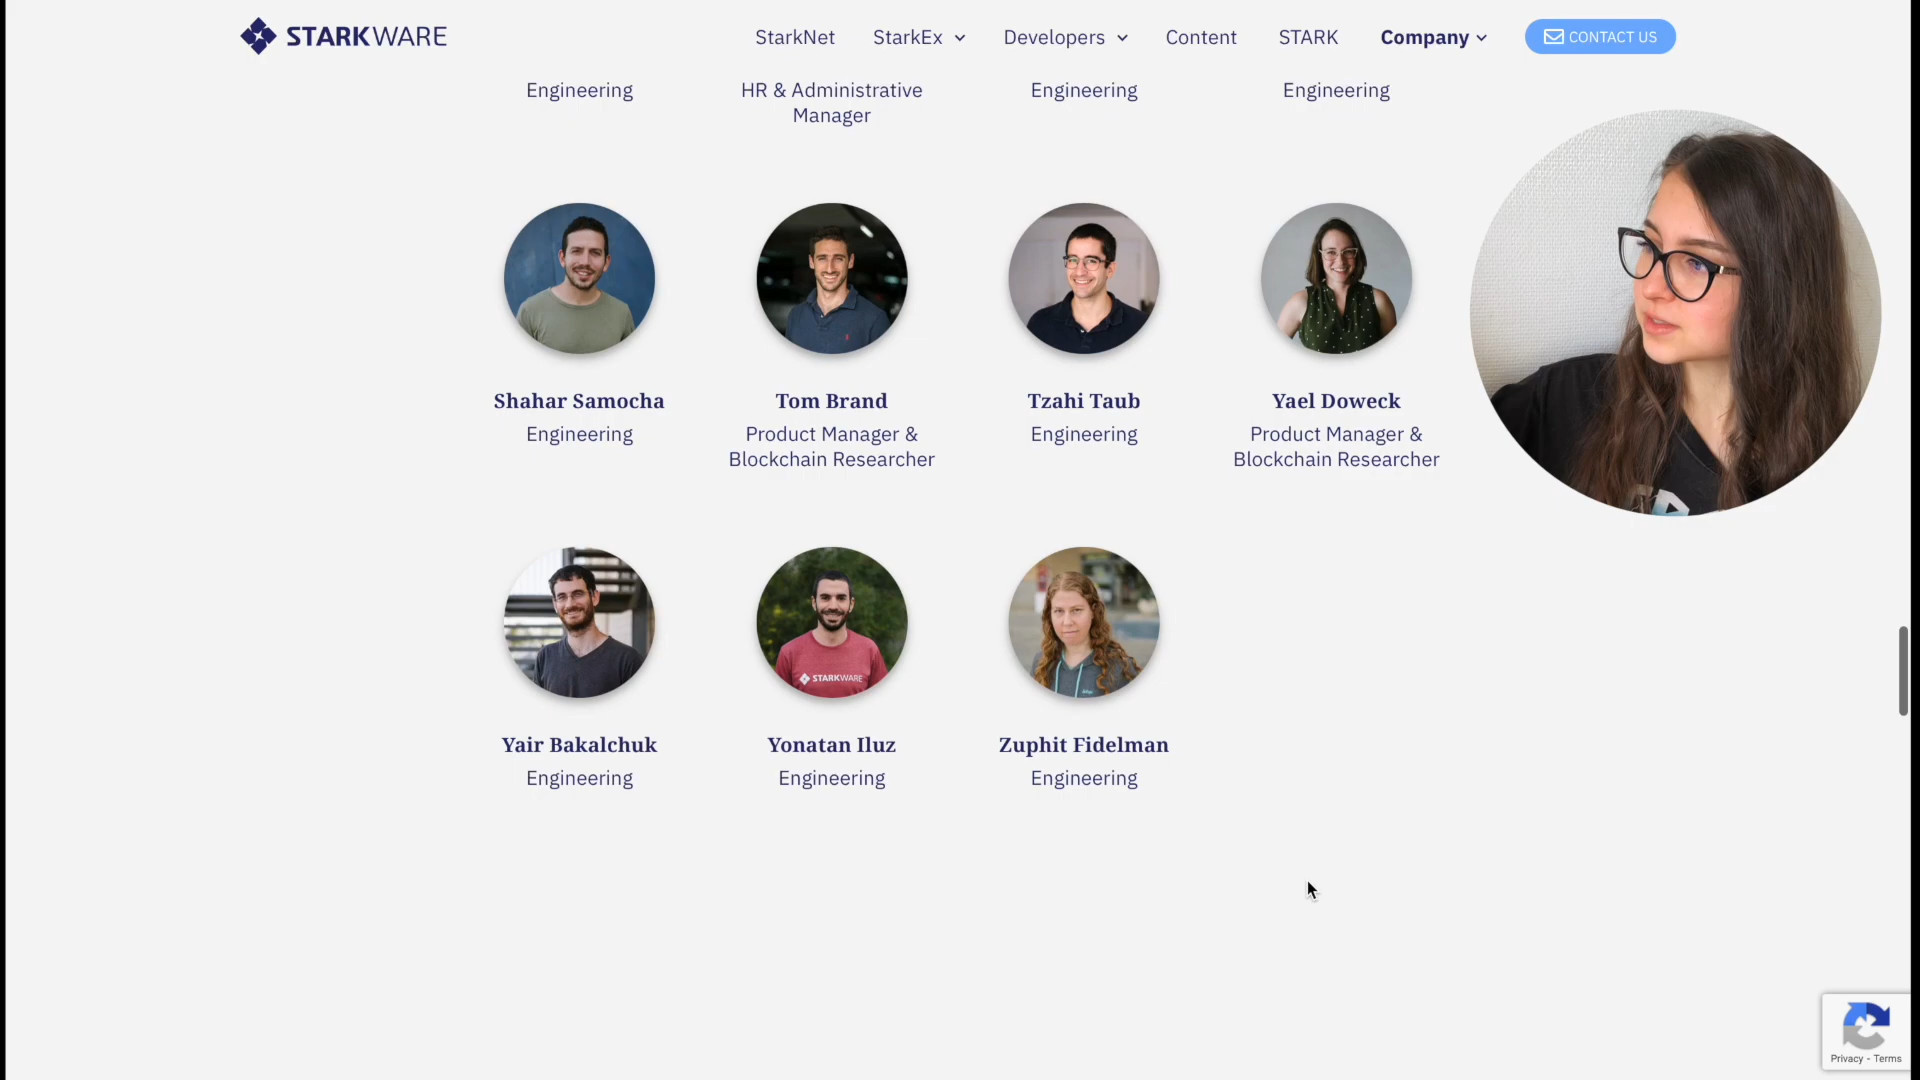 STARKWARE
StarkNet
StarkEx
Developers
Content
STARK
Company
CONTACT US
Engineering
HR & Administrative
Manager
Engineering
Engineering
Shahar Samocha
Engineering
Tom Brand
Product Manager &
Blockchain Researcher
Tzahi Taub
Engineering
Yael Doweck
Product Manager &
Blockchain Researcher
STARKWARE
Yair Bakalchuk
Engineering
Yonatan Iluz
Engineering
Zuphit Fidelman
Engineering
Privacy - Terms